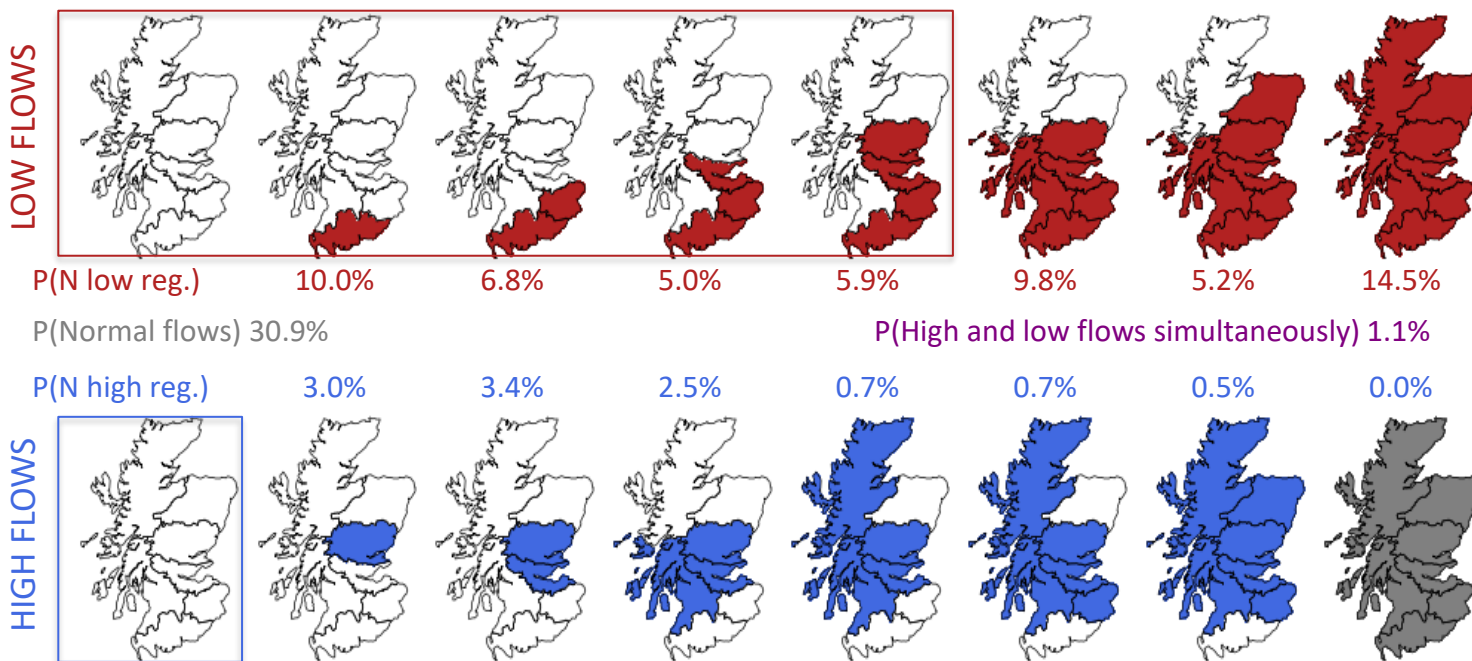 LOW FLOWS
P(N low reg.) 10.0% 6.8% 5.0% 5.9% 9.8% 5.2% 14.5%
P(Normal flows) 30.9% P(High and low flows simultaneously) 1.1%
P(N high reg.) 3.0% 3.4% 2.5% 0.7% 0.7% 0.5% 0.0%
HIGH FLOWS